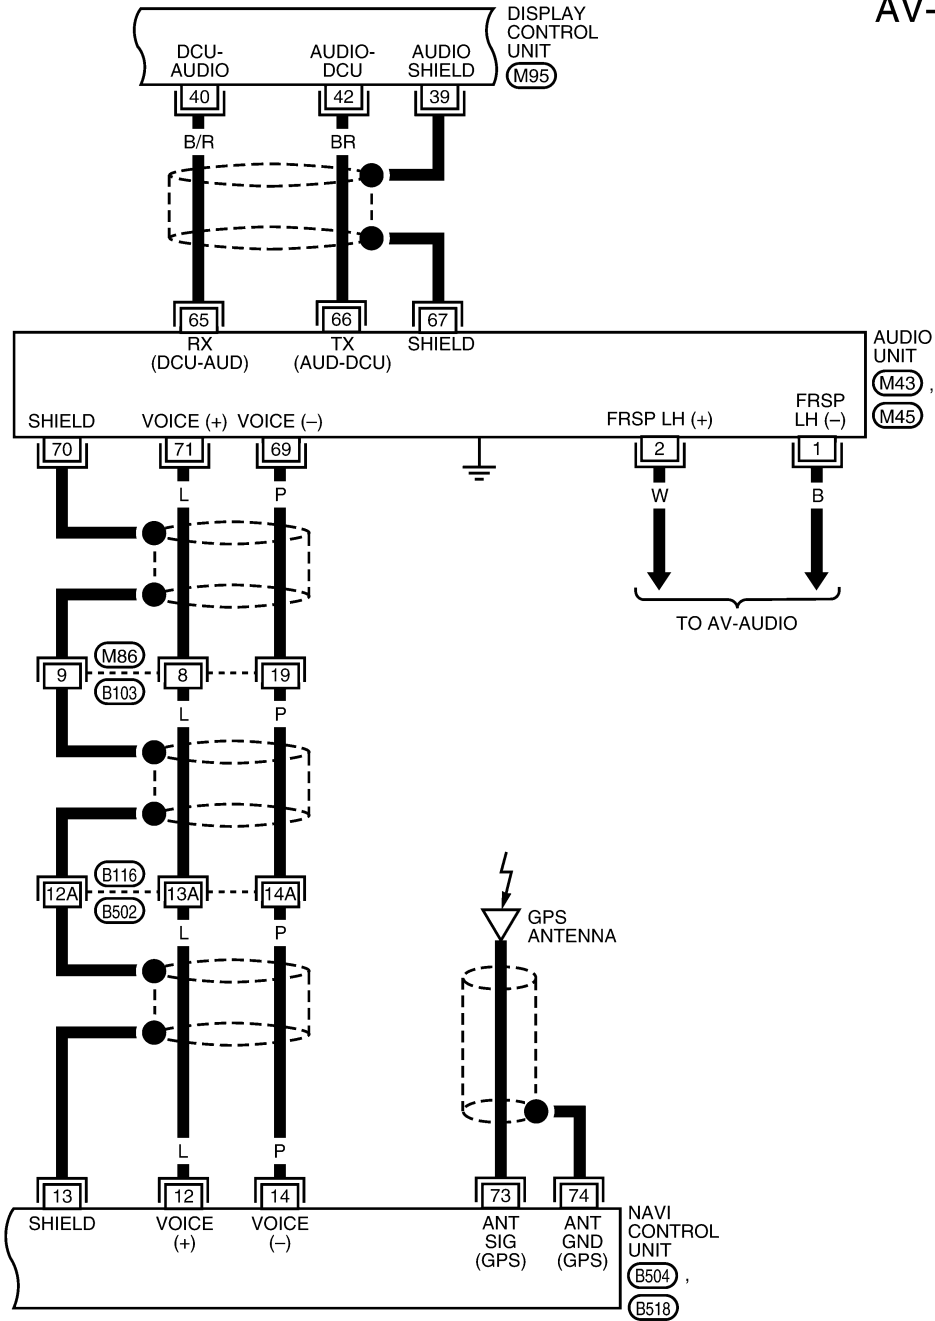 AV-
DISPLAY
CONTROL
UNIT
M95
DCU-
AUDIO
AUDIO-
DCU
AUDIO
SHIELD
40
42
39
B/R
BR
65
66
67
RX
(DCU-AUD)
TX
(AUD-DCU)
SHIELD
AUDIO
UNIT
M43 ,
M45
SHIELD
VOICE (+)
VOICE (–)
FRSP LH (+)
FRSP
LH (–)
70
71
69
2
1
L
P
W
B
TO AV-AUDIO
M86
9
8
19
B103
L
P
B116
12A
13A
14A
B502
L
P
GPS
ANTENNA
L
P
13
12
14
73
74
SHIELD
VOICE
(+)
VOICE
(–)
ANT
SIG
(GPS)
ANT
GND
(GPS)
NAVI
CONTROL
UNIT
B504 ,
B518